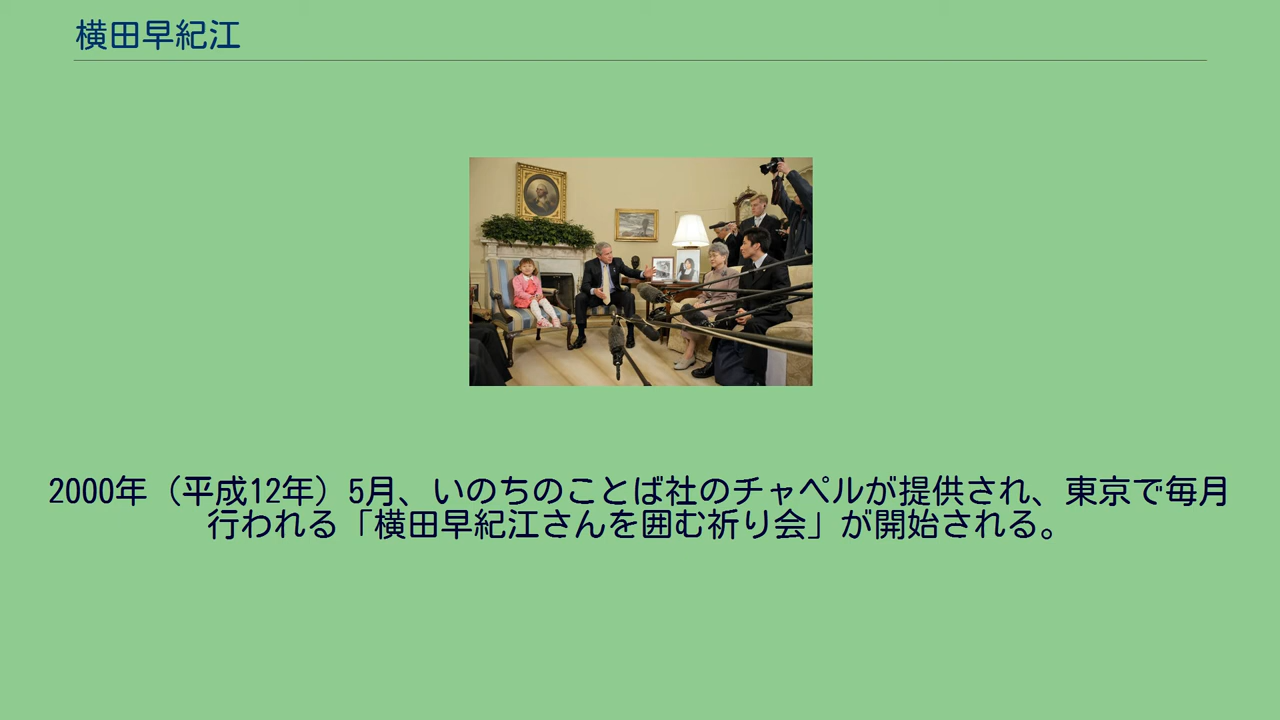 横田早紀江
2000年（平成12年）5月、いのちのことば社のチャペルが提供され、東京で毎月
行われる「横田早紀江さんを囲む祈り会」が開始される。